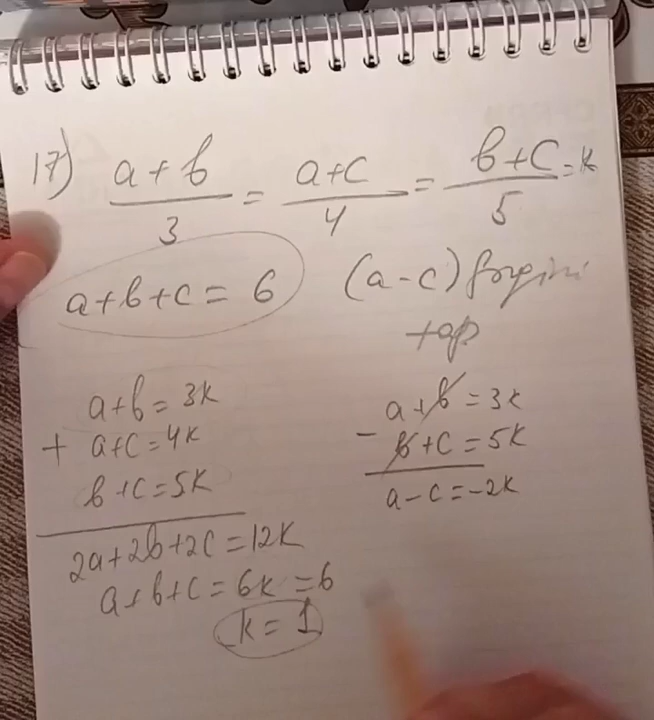 17) a+b/3 = a+c/4 = b+c/5 = k
a+b+c = 6 (a-c)
a+b = 3k
+ a+c = 4k
b+c = 5k
2a+2b+2c = 12k
a+b+c = 6k = 6
k = 1
a+b = 3k
- b+c = 5k
a-c = -2k